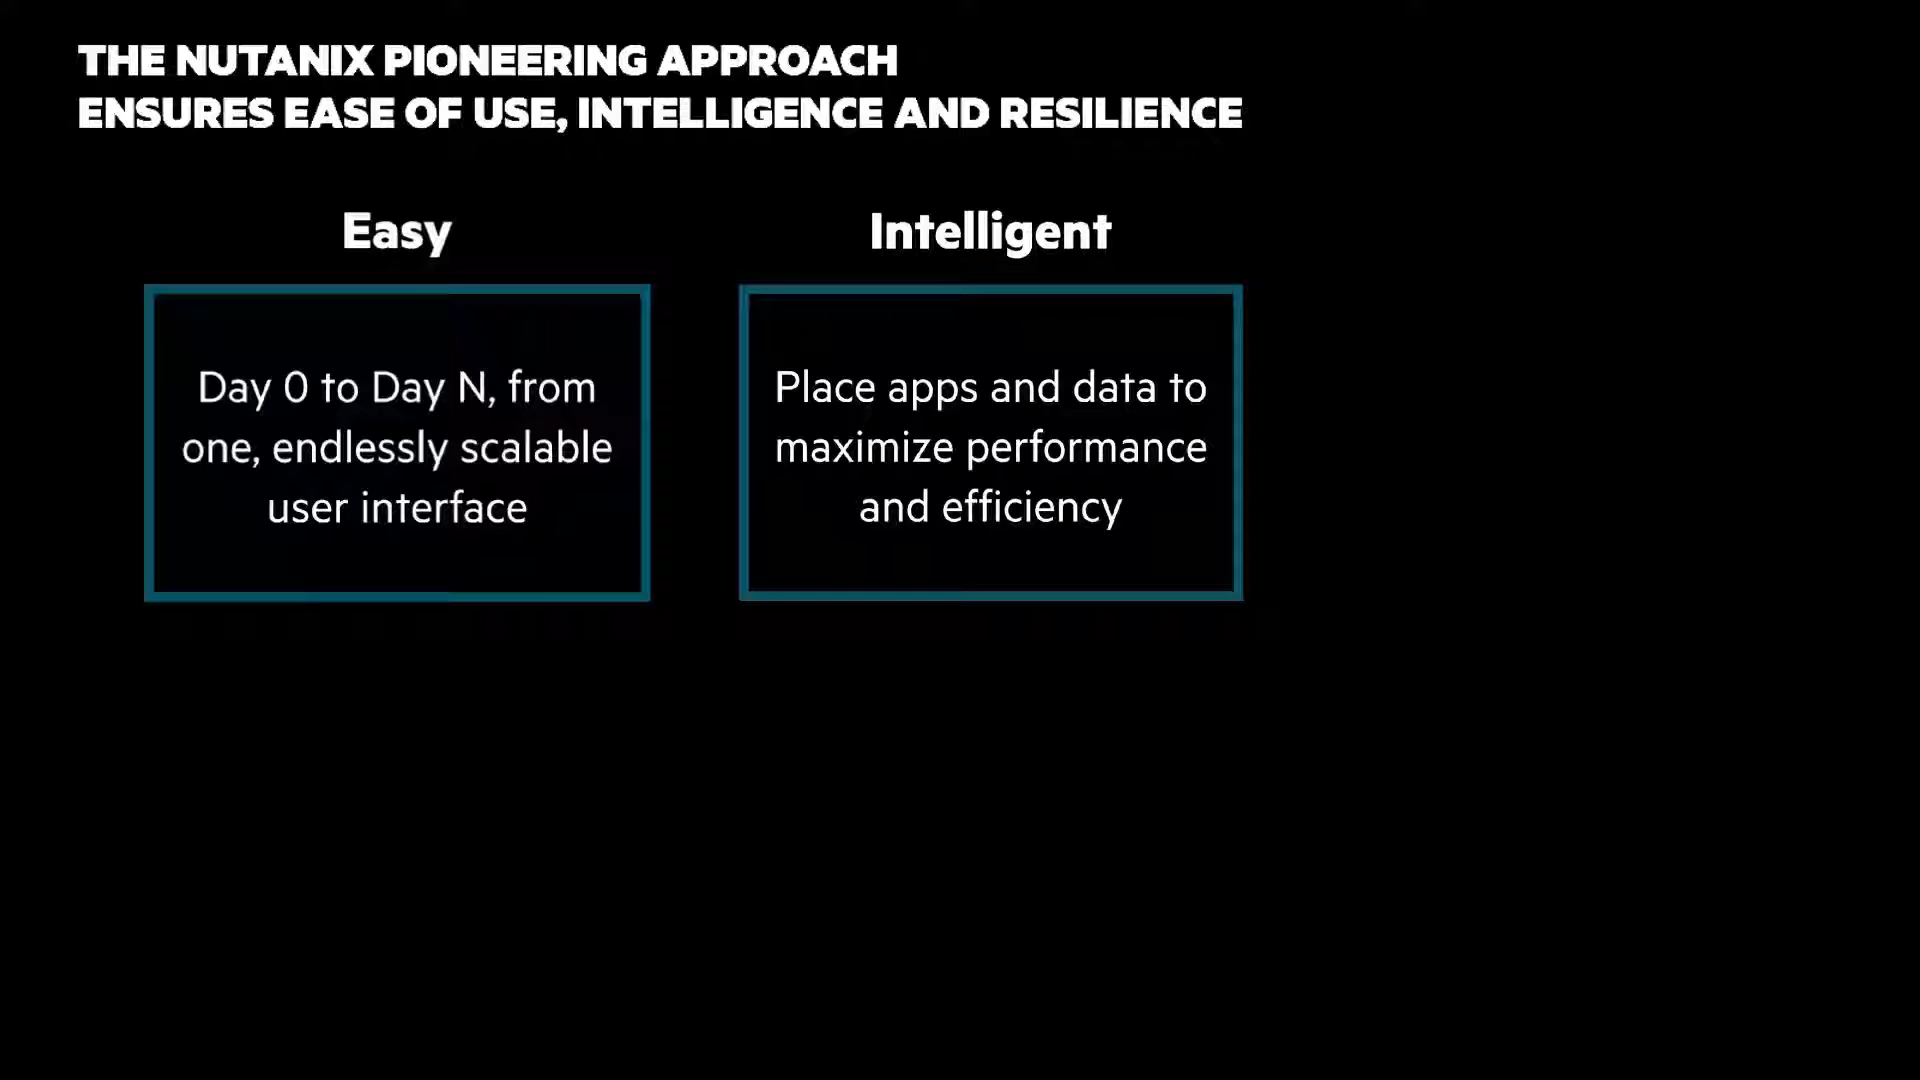 THE NUTANIX PIONEERING APPROACH
ENSURES EASE OF USE, INTELLIGENCE AND RESILIENCE
Easy
Day 0 to Day N, from
one, endlessly scalable
user interface
Intelligent
Place apps and data to
maximize performance
and efficiency